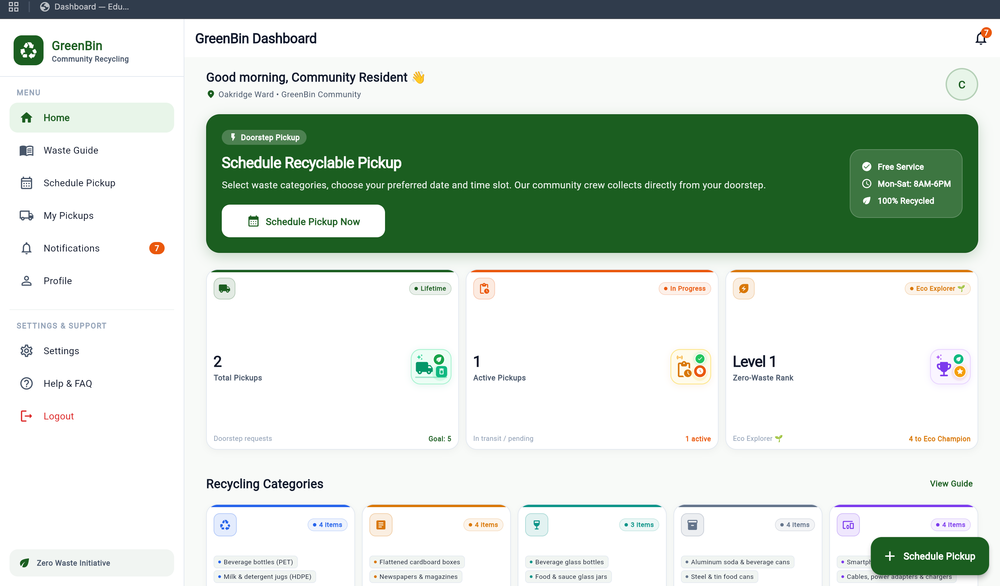 Dashboard — Edu...
GreenBin
Community Recycling
MENU
Home
Waste Guide
Schedule Pickup
My Pickups
Notifications 7
Profile
SETTINGS & SUPPORT
Settings
Help & FAQ
Logout
Zero Waste Initiative
GreenBin Dashboard
7
Good morning, Community Resident 👋
Oakridge Ward • GreenBin Community
C
Doorstep Pickup
Schedule Recyclable Pickup
Select waste categories, choose your preferred date and time slot. Our community crew collects directly from your doorstep.
Schedule Pickup Now
Free Service
Mon-Sat: 8AM-6PM
100% Recycled
Lifetime
2
Total Pickups
Doorstep requests
Goal: 5
In Progress
1
Active Pickups
In transit / pending
1 active
Eco Explorer 🌱
Level 1
Zero-Waste Rank
Eco Explorer 🌱
4 to Eco Champion
Recycling Categories
View Guide
4 items
Beverage bottles (PET)
Milk & detergent jugs (HDPE)
4 items
Flattened cardboard boxes
Newspapers & magazines
3 items
Beverage glass bottles
Food & sauce glass jars
4 items
Aluminum soda & beverage cans
Steel & tin food cans
4 items
Cables, power adapters & chargers
Schedule Pickup